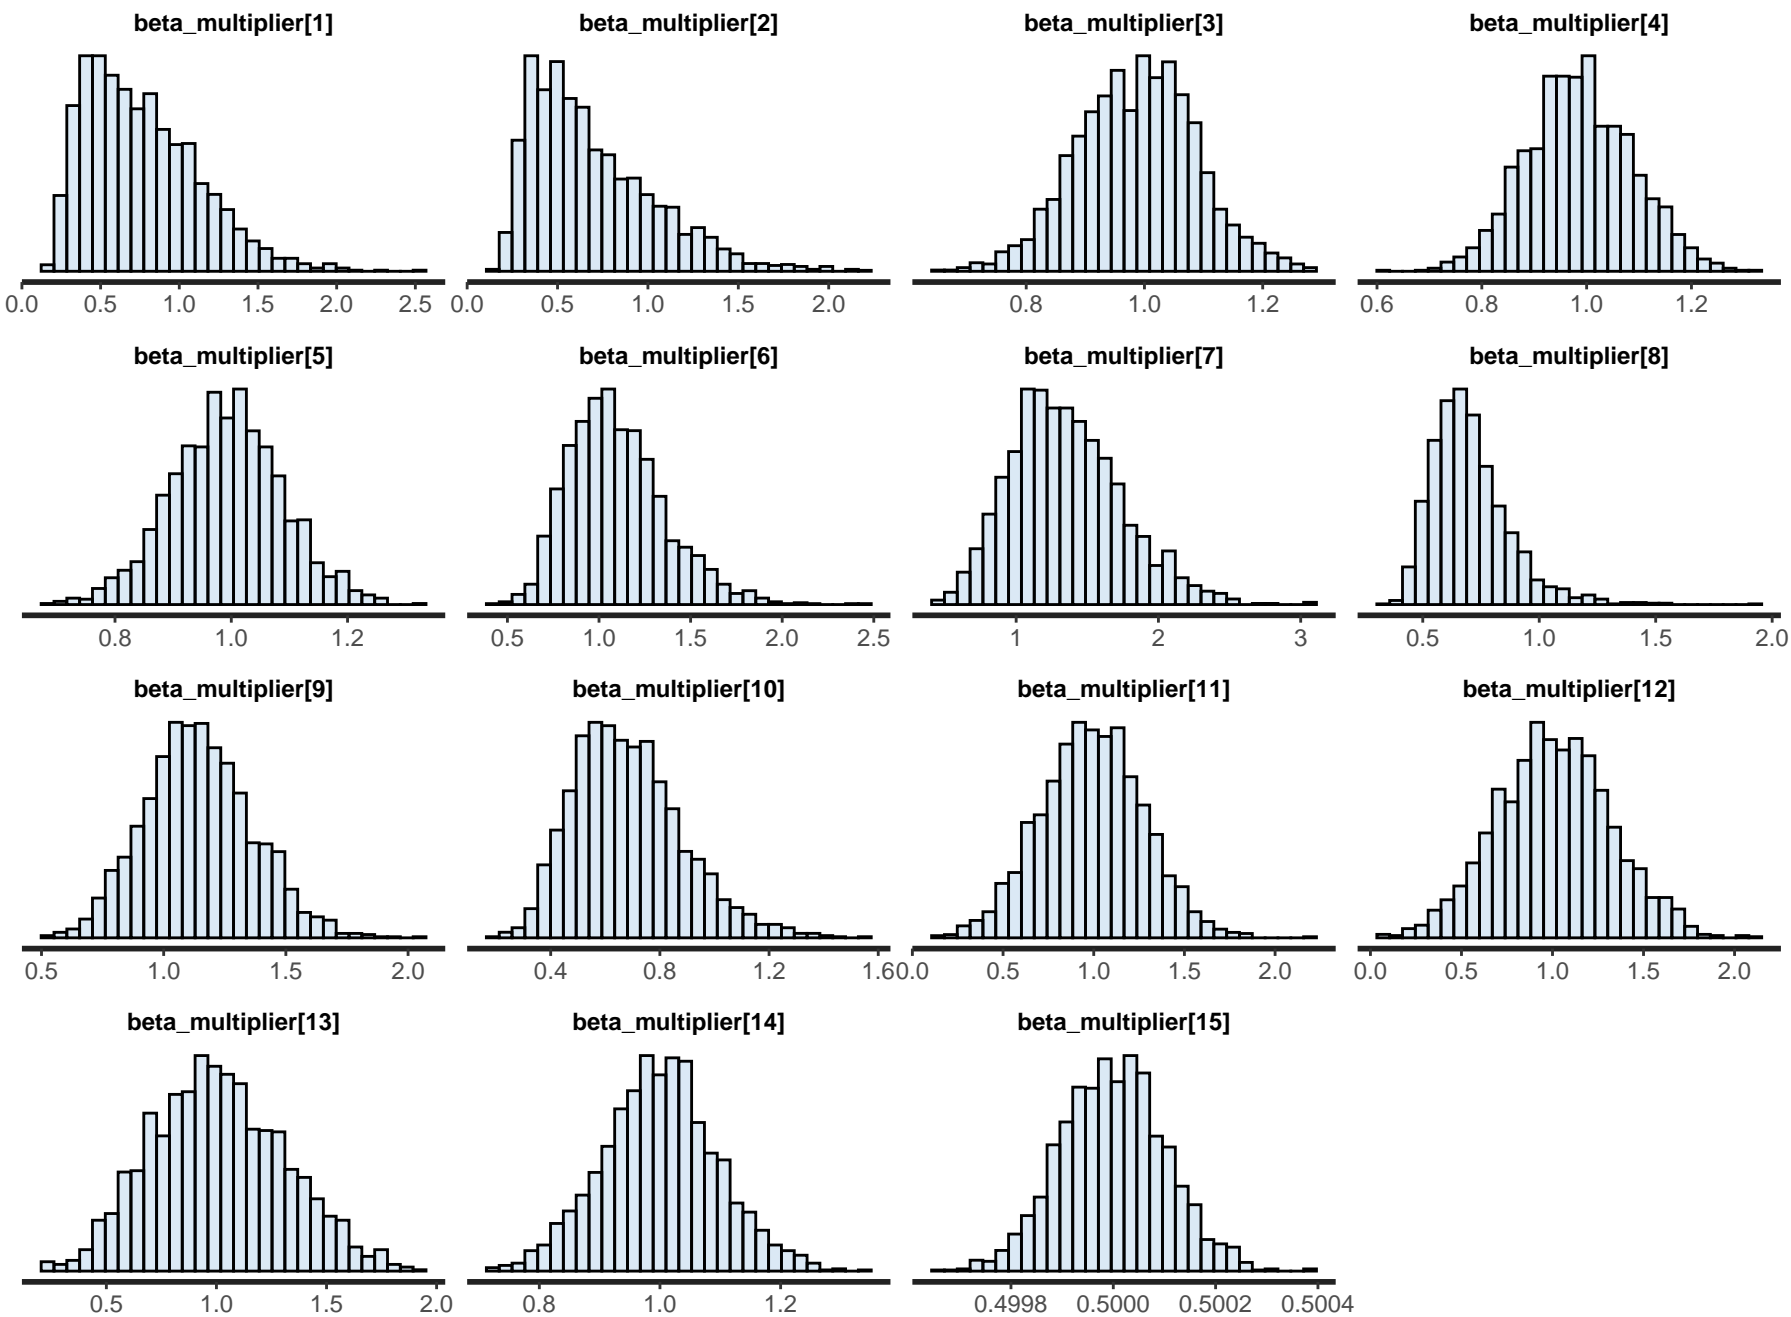 beta_multiplier[1] beta_multiplier[2] beta_multiplier[3] beta_multiplier[4]
0.0 0.5 1.0 1.5 2.0 2.5 0.0 0.5 1.0 1.5 2.0 0.8 1.0 1.2 0.6 0.8 1.0 1.2
beta_multiplier[5] beta_multiplier[6] beta_multiplier[7] beta_multiplier[8]
0.8 1.0 1.2 0.5 1.0 1.5 2.0 2.5 1 2 3 0.5 1.0 1.5 2.0
beta_multiplier[9] beta_multiplier[10] beta_multiplier[11] beta_multiplier[12]
0.5 1.0 1.5 2.0 0.4 0.8 1.2 1.6 0.0 0.5 1.0 1.5 2.0 0.0 0.5 1.0 1.5 2.0
beta_multiplier[13] beta_multiplier[14] beta_multiplier[15]
0.5 1.0 1.5 2.0 0.8 1.0 1.2 0.4998 0.5000 0.5002 0.5004